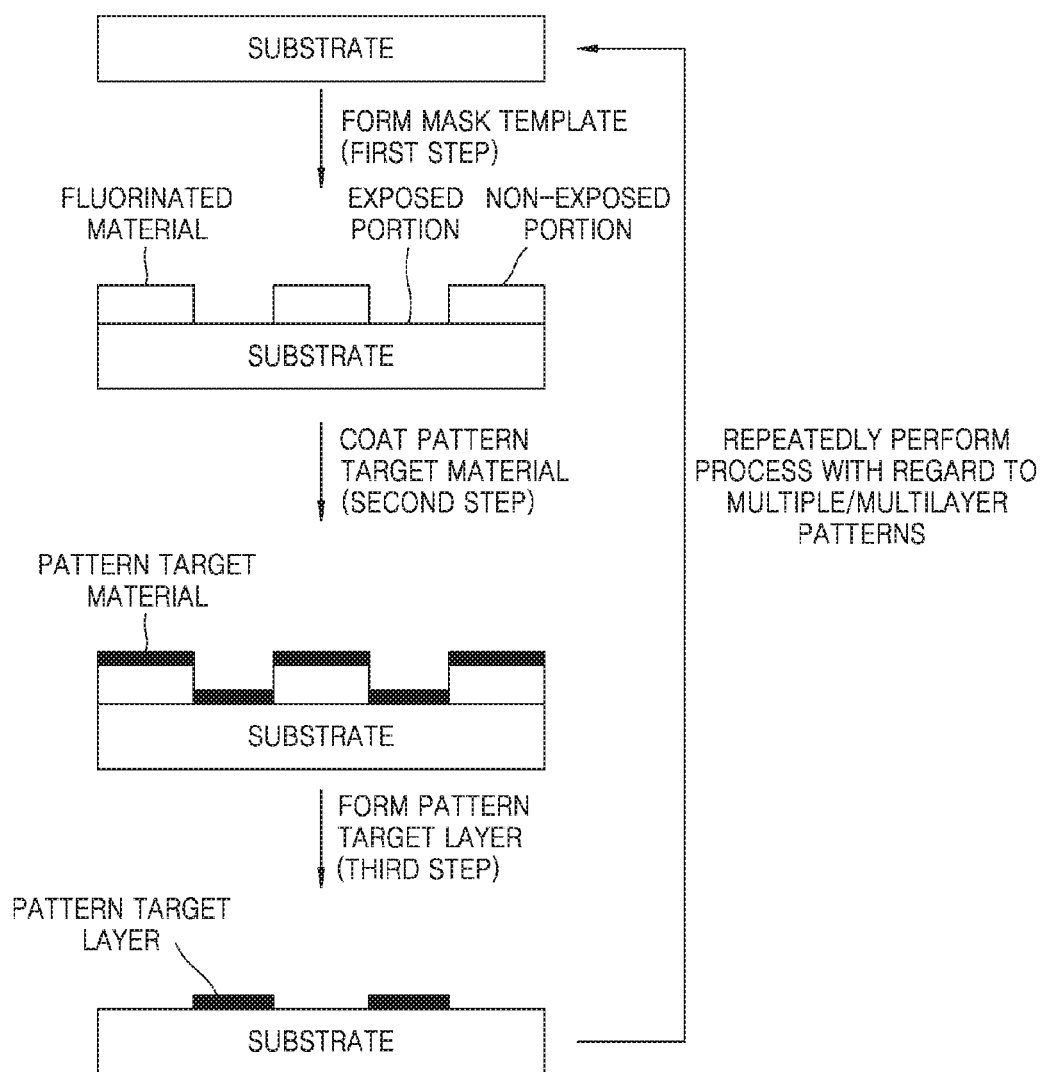 SUBSTRATE
FORM MASK TEMPLATE
(FIRST STEP)
FLUORINATED
MATERIAL
EXPOSED
PORTION
NON-EXPOSED
PORTION
SUBSTRATE
COAT PATTERN
TARGET MATERIAL
(SECOND STEP)
REPEATEDLY PERFORM
PROCESS WITH REGARD TO
MULTIPLE/MULTILAYER
PATTERNS
PATTERN TARGET
MATERIAL
SUBSTRATE
FORM PATTERN
TARGET LAYER
(THIRD STEP)
PATTERN TARGET
LAYER
SUBSTRATE